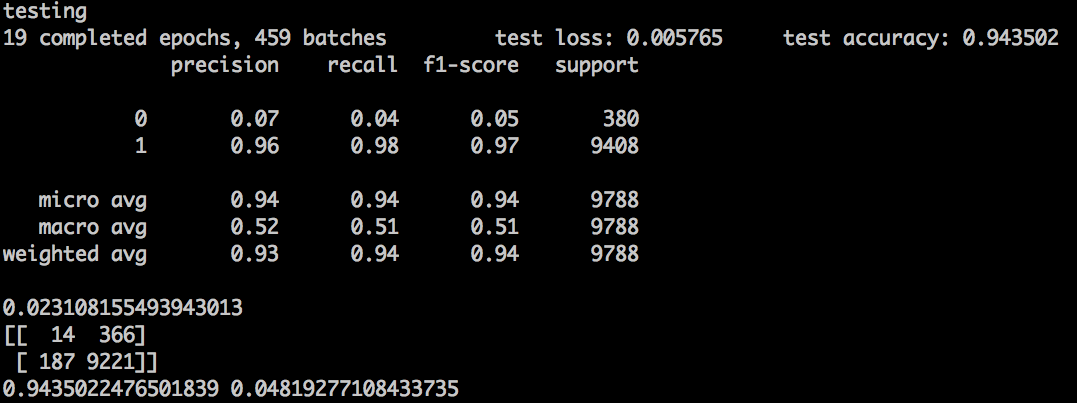 testing
19 completed epochs, 459 batches test loss: 0.005765 test accuracy: 0.943502
precision recall f1-score support
0 0.07 0.04 0.05 380
1 0.96 0.98 0.97 9408
micro avg 0.94 0.94 0.94 9788
macro avg 0.52 0.51 0.51 9788
weighted avg 0.93 0.94 0.94 9788
0.023108155493943013
[[ 14 366]
[ 187 9221]]
0.9435022476501839 0.04819277108433735